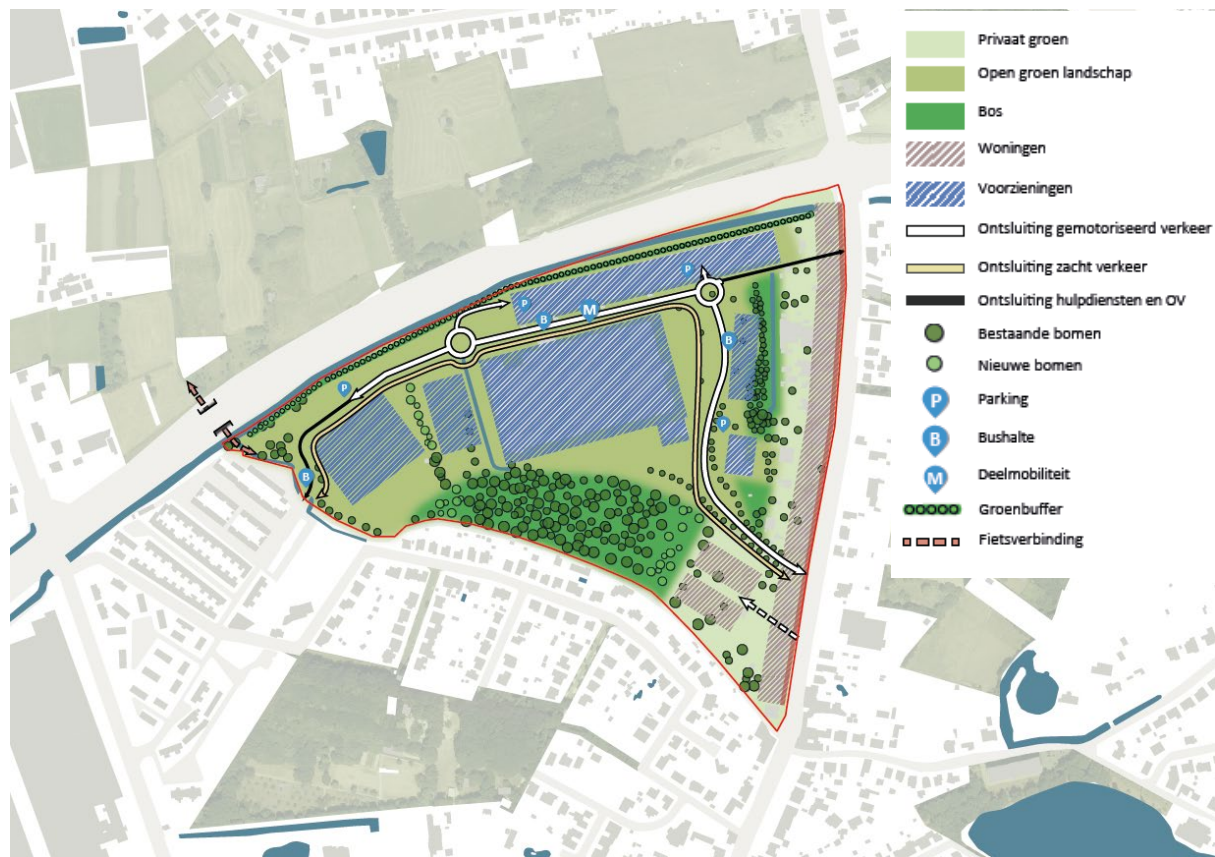 Privaat groen
Open groen landschap
Bos
Woningen
Voorzieningen
Ontsluiting gemotoriseerd verkeer
Ontsluiting zacht verkeer
Ontsluiting hulpdiensten en OV
Bestaande bomen
Nieuwe bomen
P Parking
B Bushalte
M Deelmobiliteit
Groenbuffer
Fietsverbinding
P
P
B
M
P
B
P
B